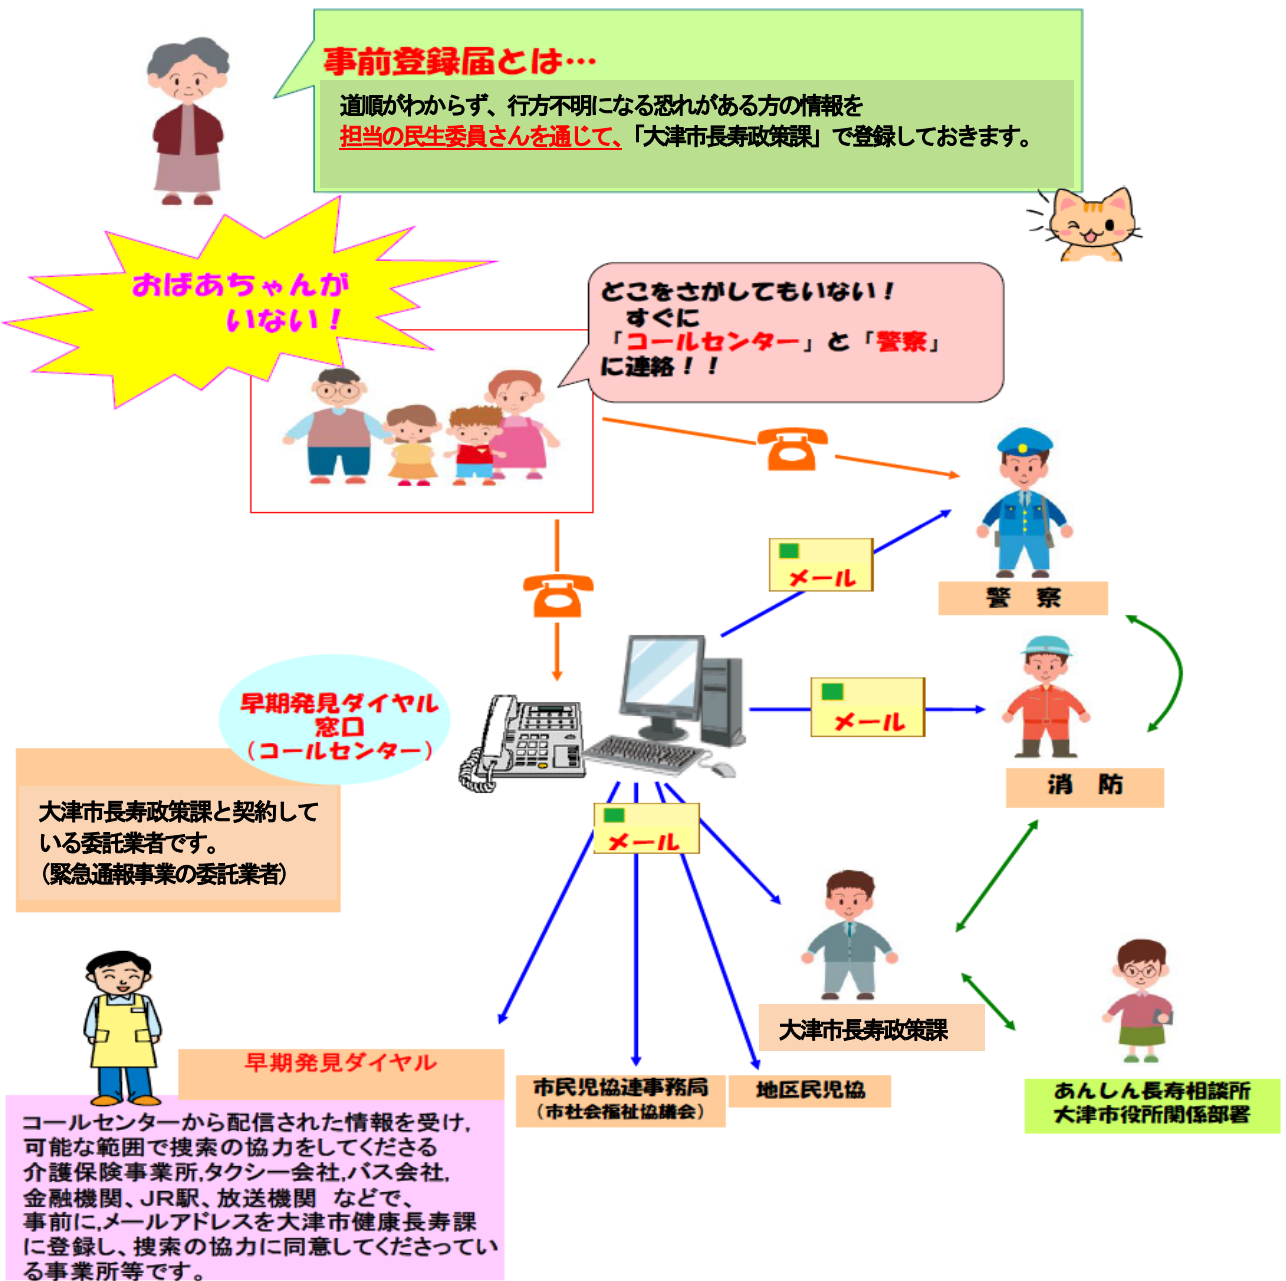 事前登録届とは…
道順がわからず、行方不明になる恐れがある方の情報を
担当の民生委員さんを通じて、「大津市長寿政策課」で登録しておきます。
おばあちゃんが
いない！
どこをさがしてもいない！
すぐに
「コールセンター」と「警察」
に連絡！！
メール
警　察
メール
消　防
早期発見ダイヤル
窓口
（コールセンター）
大津市長寿政策課と契約して
いる委託業者です。
（緊急通報事業の委託業者）
メール
大津市長寿政策課
早期発見ダイヤル
市民児協連事務局
（市社会福祉協議会）
地区民児協
あんしん長寿相談所
大津市役所関係部署
コールセンターから配信された情報を受け,
可能な範囲で捜索の協力をしてくださる
介護保険事業所,タクシー会社,バス会社,
金融機関、JR駅、放送機関　などで、
事前に,メールアドレスを大津市健康長寿課
に登録し、捜索の協力に同意してくださってい
る事業所等です。